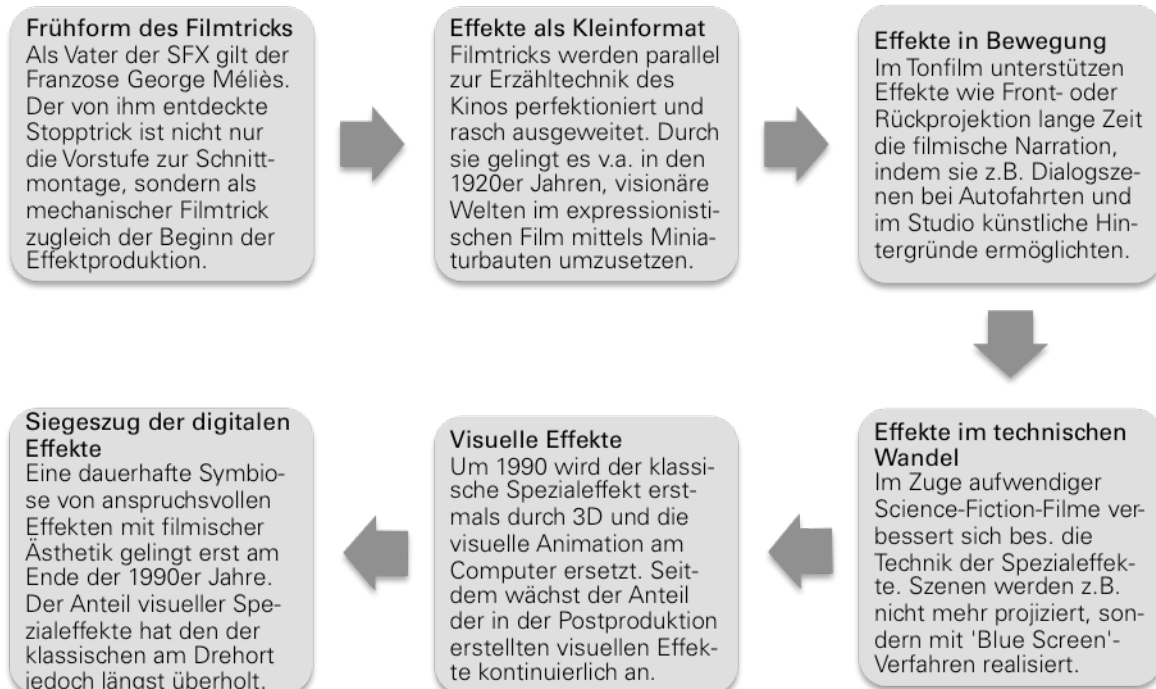 Frühform des Filmtricks
Als Vater der SFX gilt der
Franzose George Méliès.
Der von ihm entdeckte
Stopptrick ist nicht nur
die Vorstufe zur Schnitt-
montage, sondern als
mechanischer Filmtrick
zugleich der Beginn der
Effektproduktion.
Effekte als Kleinformat
Filmtricks werden parallel
zur Erzähltechnik des
Kinos perfektioniert und
rasch ausgeweitet. Durch
sie gelingt es v.a. in den
1920er Jahren, visionäre
Welten im expressionisti-
schen Film mittels Minia-
turbauten umzusetzen.
Effekte in Bewegung
Im Tonfilm unterstützen
Effekte wie Front- oder
Rückprojektion lange Zeit
die filmische Narration,
indem sie z.B. Dialogsze-
nen bei Autofahrten und
im Studio künstliche Hin-
tergründe ermöglichten.
Effekte im technischen
Wandel
Im Zuge aufwendiger
Science-Fiction-Filme ver-
bessert sich bes. die
Technik der Spezialeffek-
te. Szenen werden z.B.
nicht mehr projiziert, son-
dern mit 'Blue Screen'-
Verfahren realisiert.
Visuelle Effekte
Um 1990 wird der klassi-
sche Spezialeffekt erst-
mals durch 3D und die
visuelle Animation am
Computer ersetzt. Seit-
dem wächst der Anteil
der in der Postproduktion
erstellten visuellen Effek-
te kontinuierlich an.
Siegeszug der digitalen
Effekte
Eine dauerhafte Symbio-
se von anspruchsvollen
Effekten mit filmischer
Ästhetik gelingt erst am
Ende der 1990er Jahre.
Der Anteil visueller Spe-
zialeffekte hat den der
klassischen am Drehort
jedoch längst überholt.